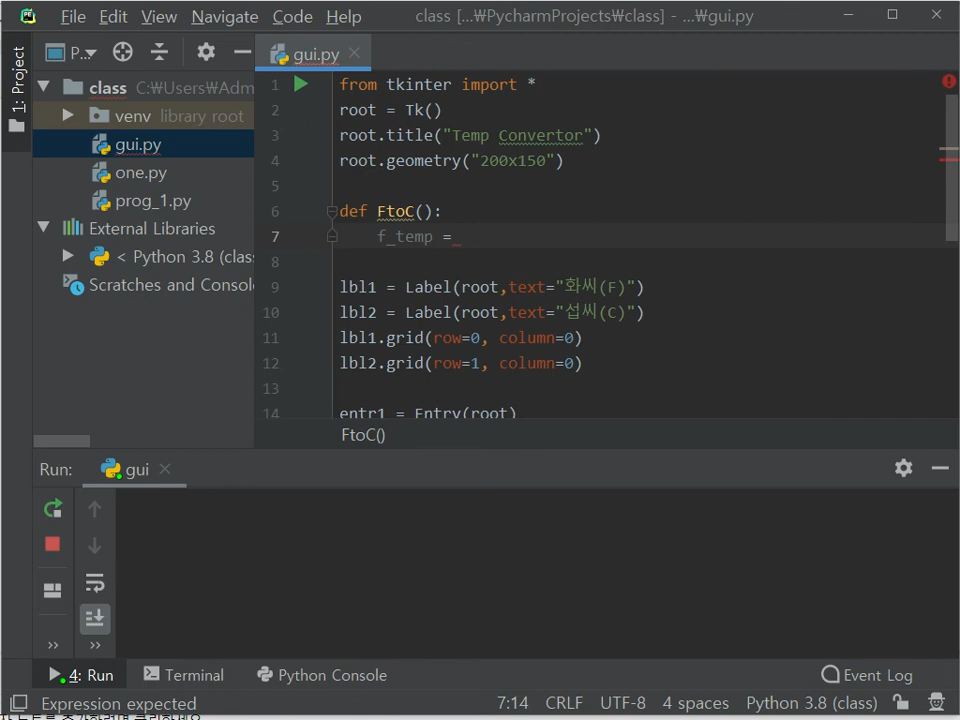 File Edit View Navigate Code Help class [...₩PycharmProjects₩class] - ...₩gui.py
P... gui.py
1: Project
class C:₩Users₩Adm
venv library root
gui.py
one.py
prog_1.py
External Libraries
< Python 3.8 (clas
Scratches and Consol
1 from tkinter import *
2 root = Tk()
3 root.title("Temp Convertor")
4 root.geometry("200x150")
5
6 def FtoC():
7 f_temp =
8
9 lbl1 = Label(root,text="화씨(F)")
10 lbl2 = Label(root,text="섭씨(C)")
11 lbl1.grid(row=0, column=0)
12 lbl2.grid(row=1, column=0)
13
14 entr1 = Entry(root)
FtoC()
Run: gui
4: Run Terminal Python Console Event Log
Expression expected 7:14 CRLF UTF-8 4 spaces Python 3.8 (class)